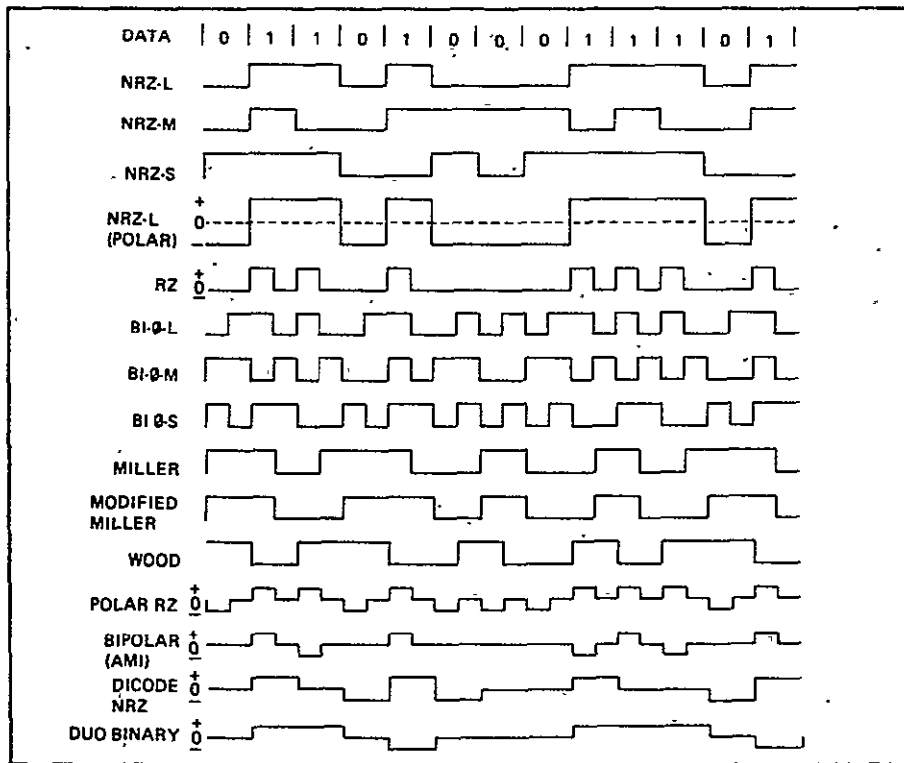 DATA | 0 | 1 | 1 | 0 | 1 | 0 | 0 | 0 | 1 | 1 | 1 | 0 | 1 |
NRZ-L
NRZ-M
NRZ-S
NRZ-L
(POLAR)
+
0
−
RZ
+
0
−
BI-Ø-L
BI-Ø-M
BI Ø-S
MILLER
MODIFIED
MILLER
WOOD
POLAR RZ
+
0
−
BIPOLAR
(AMI)
+
0
−
DICODE
NRZ
+
0
−
DUO BINARY
+
0
−